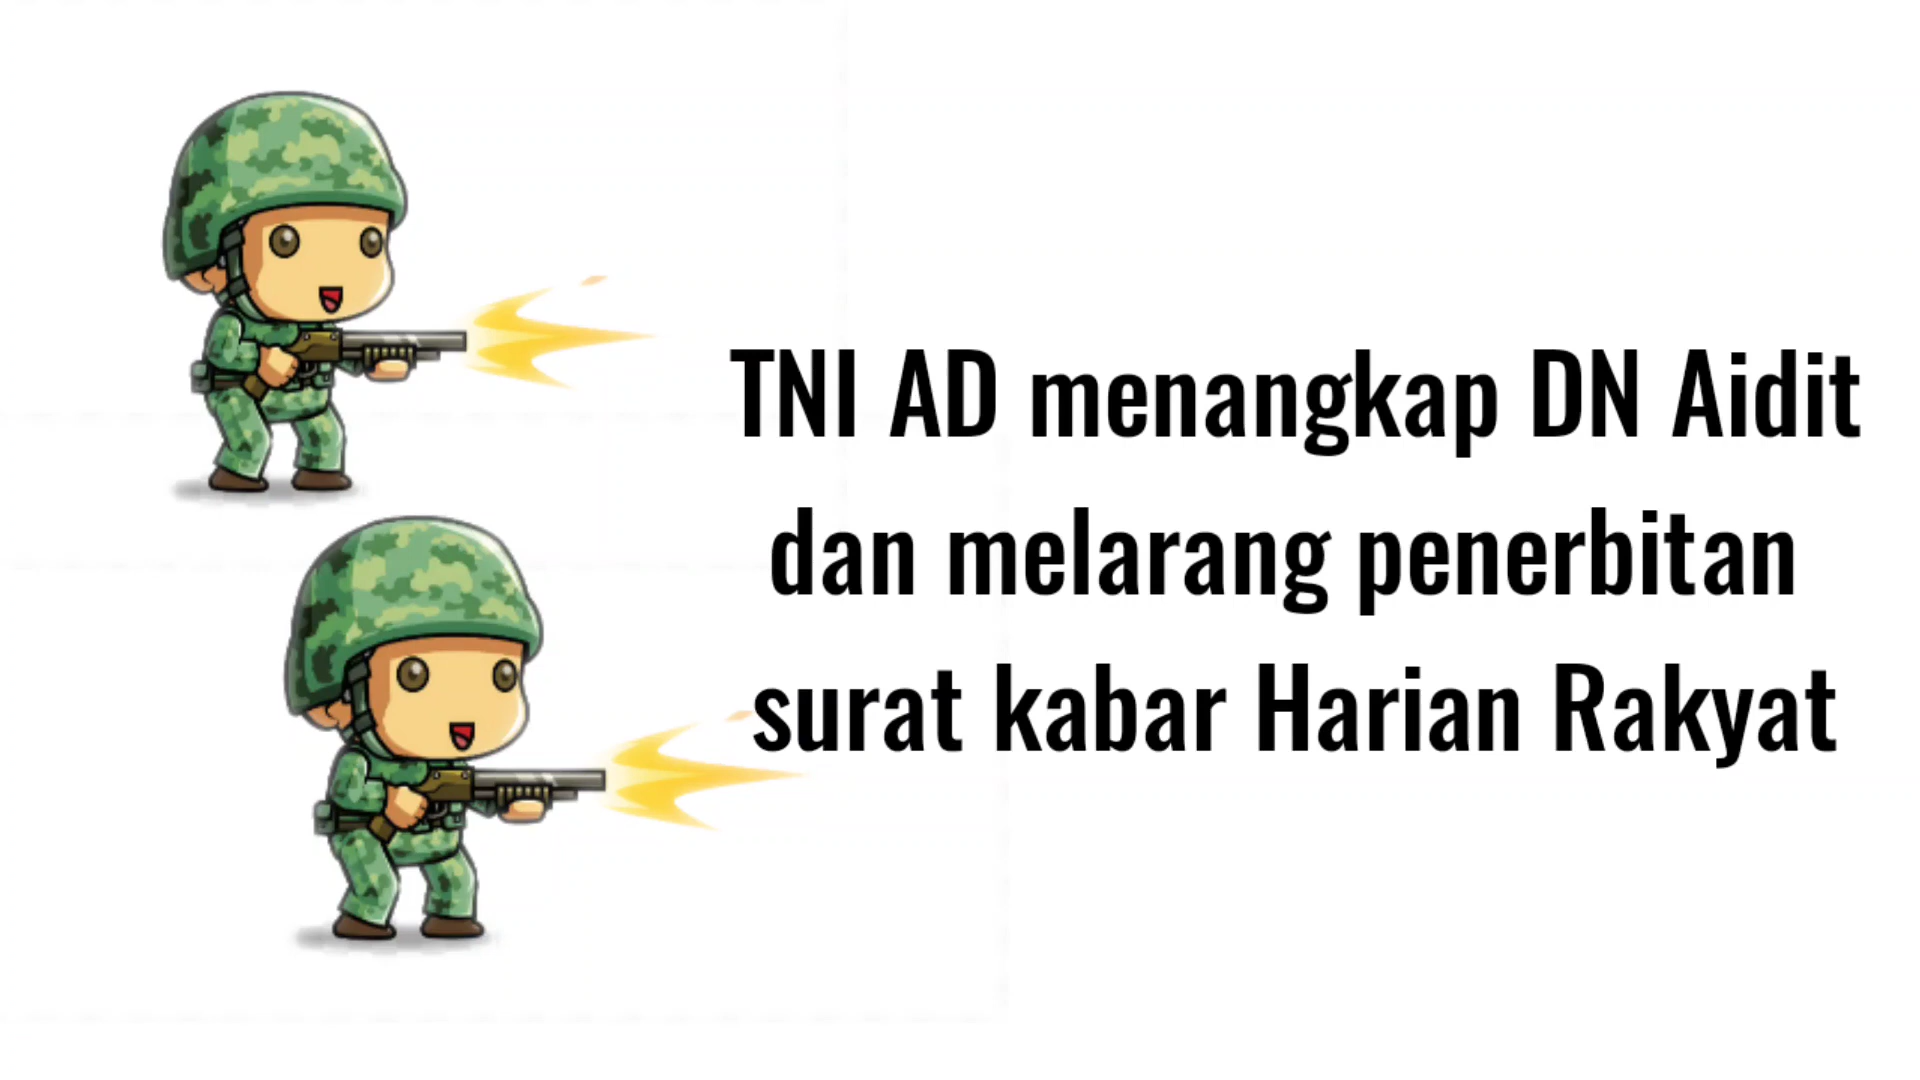 TNI AD menangkap DN Aidit
dan melarang penerbitan
surat kabar Harian Rakyat